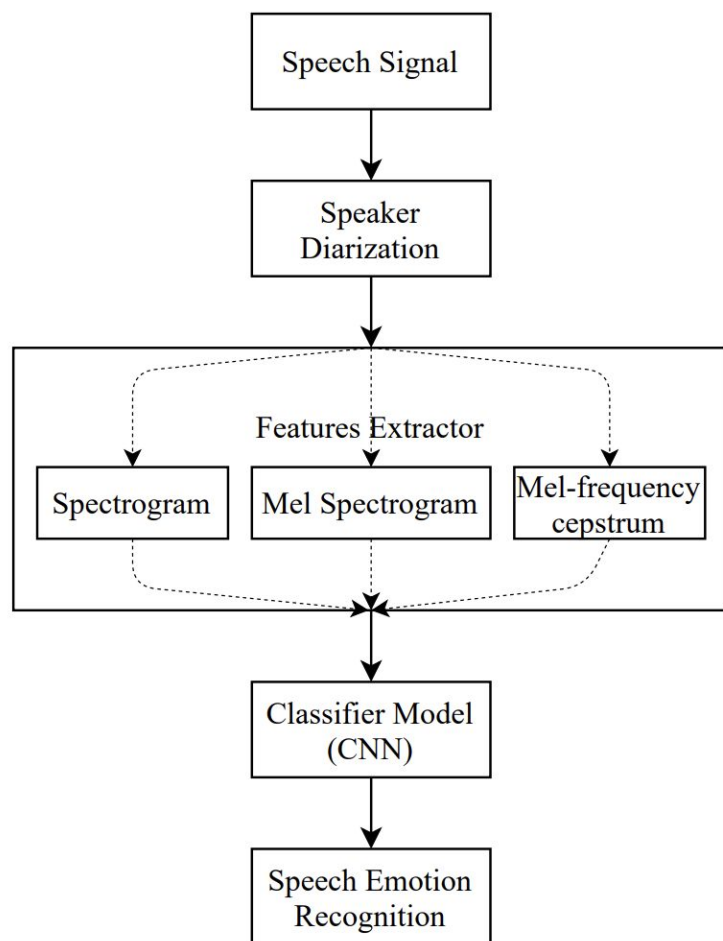 Speech Signal
Speaker
Diarization
Features Extractor
Spectrogram
Mel Spectrogram
Mel-frequency
cepstrum
Classifier Model
(CNN)
Speech Emotion
Recognition